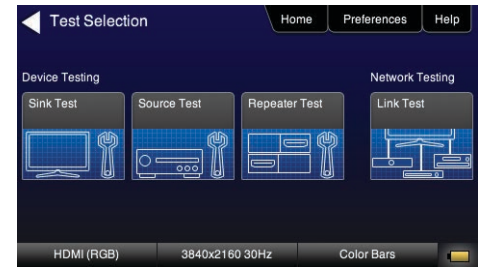 Test Selection
Home
Preferences
Help
Device Testing
Network Testing
Sink Test
Source Test
Repeater Test
Link Test
HDMI (RGB)
3840x2160 30Hz
Color Bars